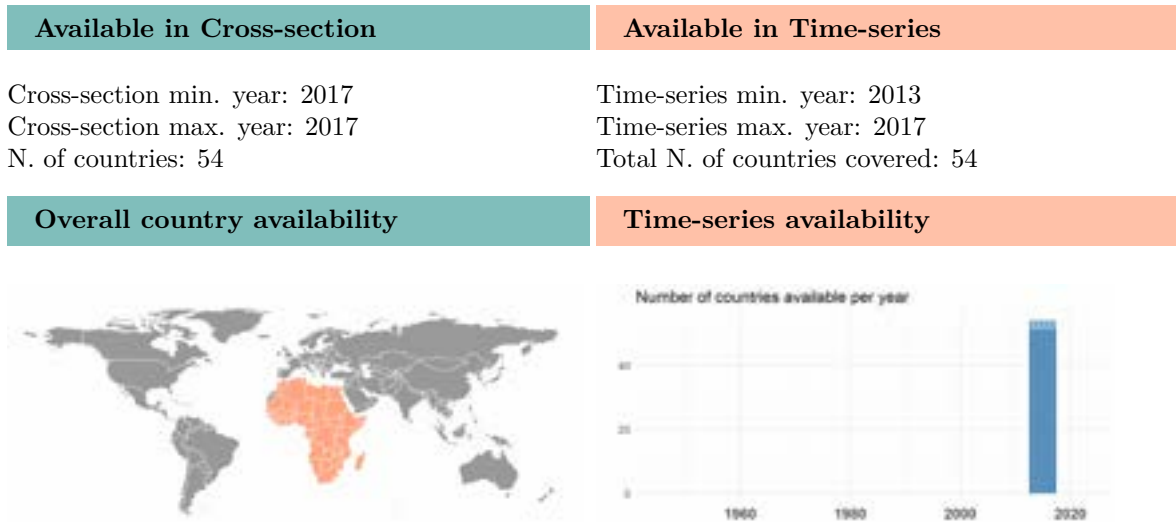 Available in Cross-section
Available in Time-series
Cross-section min. year: 2017
Cross-section max. year: 2017
N. of countries: 54
Time-series min. year: 2013
Time-series max. year: 2017
Total N. of countries covered: 54
Overall country availability
Time-series availability
Number of countries available per year
40
20
0
1960
1980
2000
2020